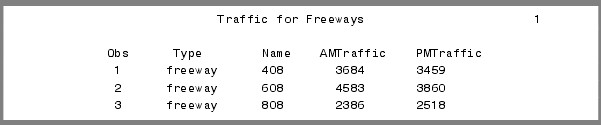 Traffic for Freeways 1
Obs Type Name AMTraffic PMTraffic
1 freeway 408 3684 3459
2 freeway 608 4583 3860
3 freeway 808 2386 2518